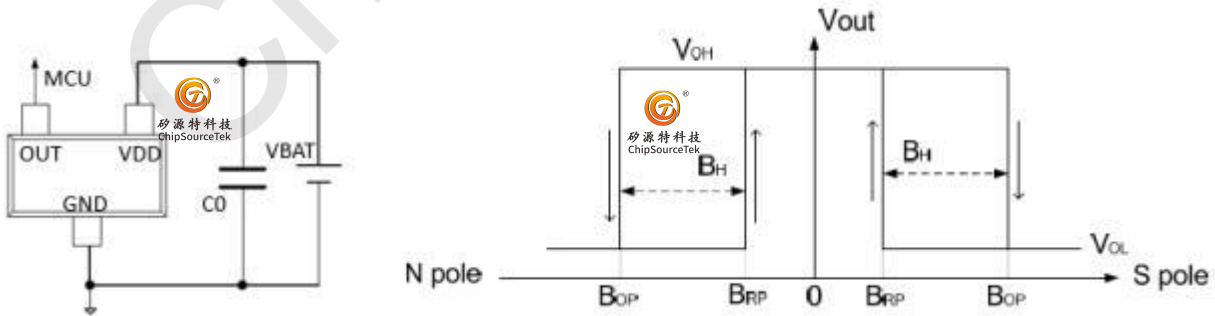 MCU
®
矽源特科技
ChipSourceTek
OUT
VDD
VBAT
GND
C0
Vout
VOH
®
矽源特科技
ChipSourceTek
BH
BH
VOL
N pole
S pole
BOP
BRP
0
BRP
BOP